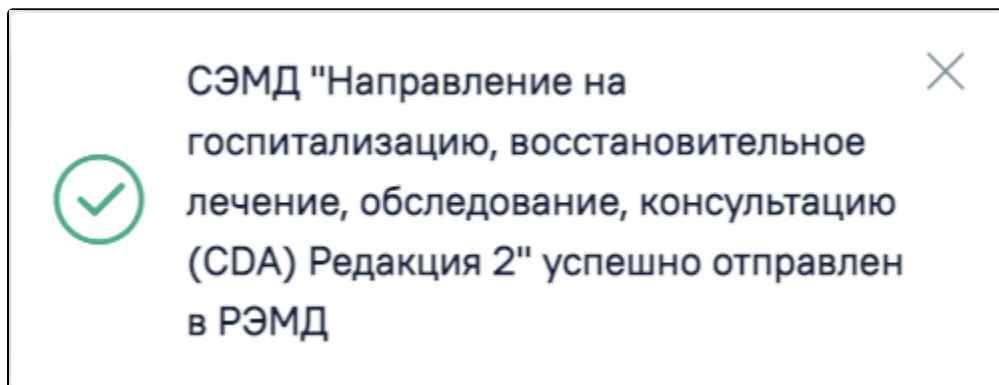 СЭМД "Направление на
госпитализацию, восстановительное
лечение, обследование, консультацию
(CDA) Редакция 2" успешно отправлен
в РЭМД